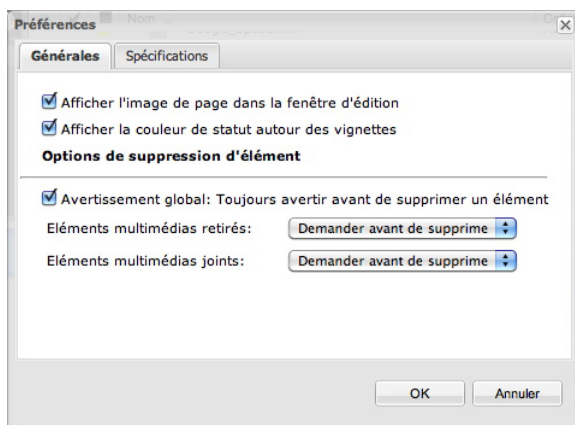 Préférences
Nom
Générales
Spécifications
Afficher l'image de page dans la fenêtre d'édition
Afficher la couleur de statut autour des vignettes
Options de suppression d'élément
Avertissement global: Toujours avertir avant de supprimer un élément
Eléments multimédias retirés:
Demander avant de supprime
Eléments multimédias joints:
Demander avant de supprime
OK
Annuler